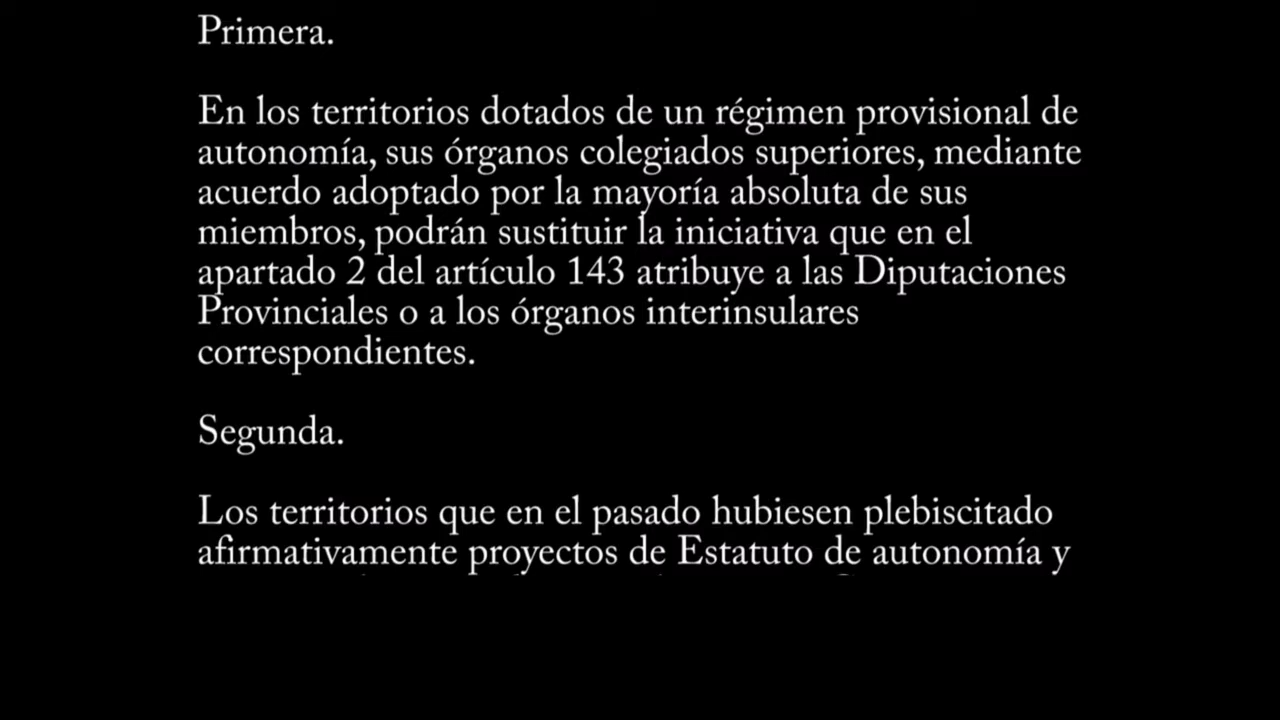 Primera.
En los territorios dotados de un régimen provisional de
autonomía, sus órganos colegiados superiores, mediante
acuerdo adoptado por la mayoría absoluta de sus
miembros, podrán sustituir la iniciativa que en el
apartado 2 del artículo 143 atribuye a las Diputaciones
Provinciales o a los órganos interinsulares
correspondientes.
Segunda.
Los territorios que en el pasado hubiesen plebiscitado
afirmativamente proyectos de Estatuto de autonomía y